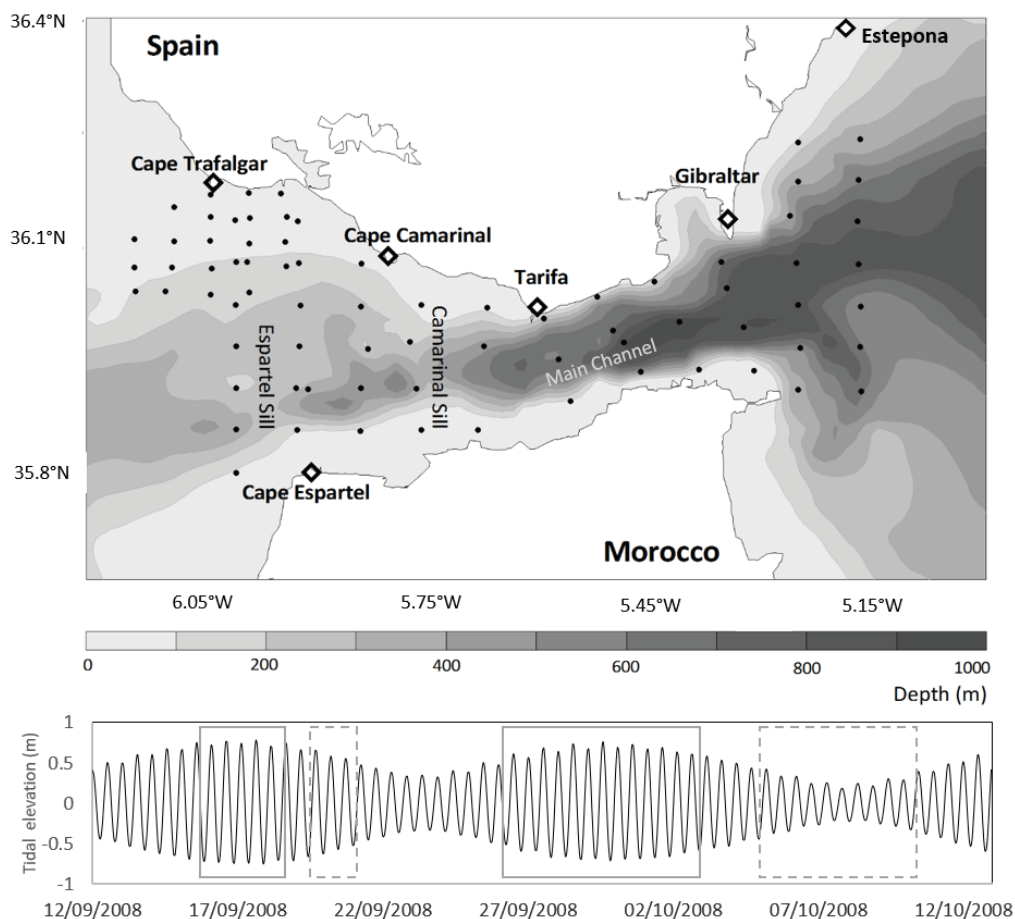 36.4°N
Spain
Estepona
Cape Trafalgar
Gibraltar
36.1°N
Cape Camarinal
Tarifa
Espartel Sill
Camarinal Sill
Main Channel
35.8°N
Cape Espartel
Morocco
6.05°W 5.75°W 5.45°W 5.15°W
0 200 400 600 800 1000
Depth (m)
Tidal elevation (m)
1
0.5
0
-0.5
-1
12/09/2008 17/09/2008 22/09/2008 27/09/2008 02/10/2008 07/10/2008 12/10/2008